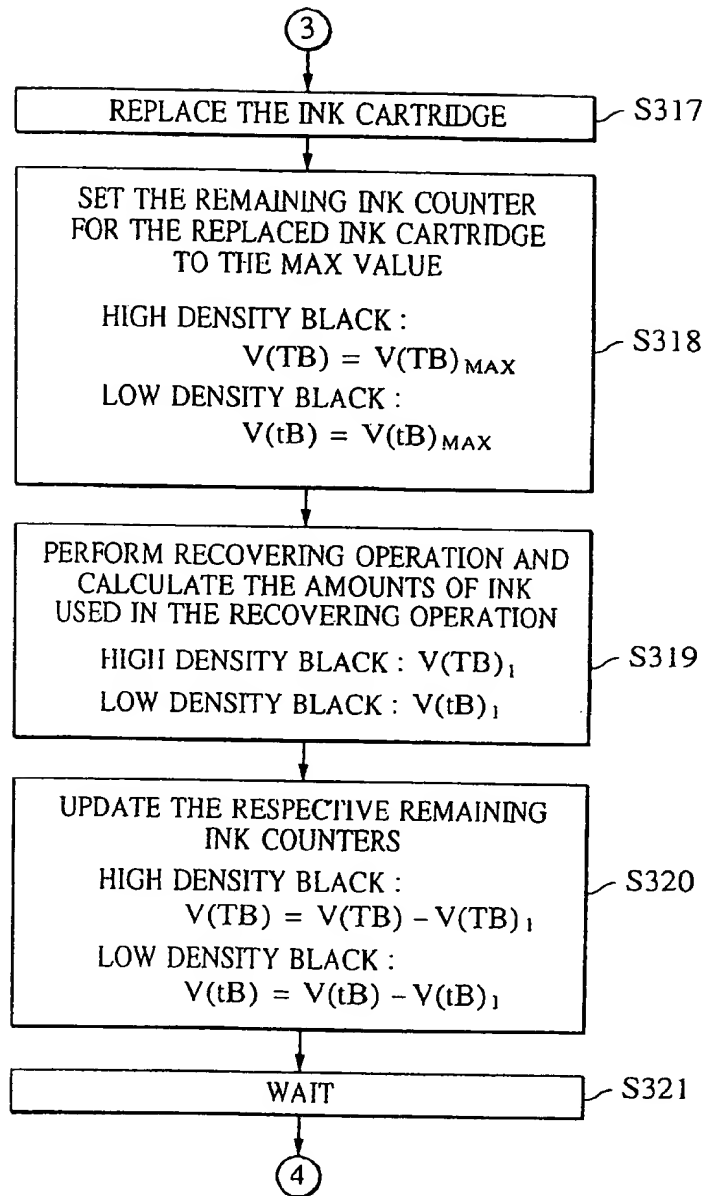 3
REPLACE THE INK CARTRIDGE
S317
SET THE REMAINING INK COUNTER
FOR THE REPLACED INK CARTRIDGE
TO THE MAX VALUE
HIGH DENSITY BLACK :
V(TB) = V(TB)MAX
LOW DENSITY BLACK :
V(tB) = V(tB)MAX
S318
PERFORM RECOVERING OPERATION AND
CALCULATE THE AMOUNTS OF INK
USED IN THE RECOVERING OPERATION
HIGH DENSITY BLACK : V(TB)1
LOW DENSITY BLACK : V(tB)1
S319
UPDATE THE RESPECTIVE REMAINING
INK COUNTERS
HIGH DENSITY BLACK :
V(TB) = V(TB) – V(TB)1
LOW DENSITY BLACK :
V(tB) = V(tB) – V(tB)1
S320
WAIT
S321
4